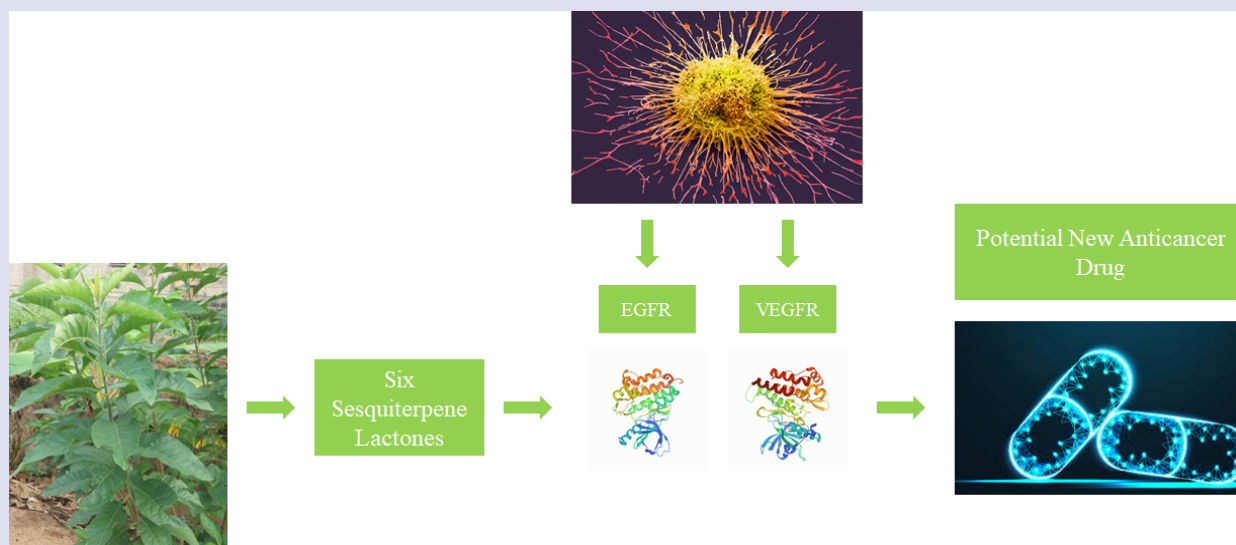 Six
Sesquiterpene
Lactones
EGFR
VEGFR
Potential New Anticancer
Drug